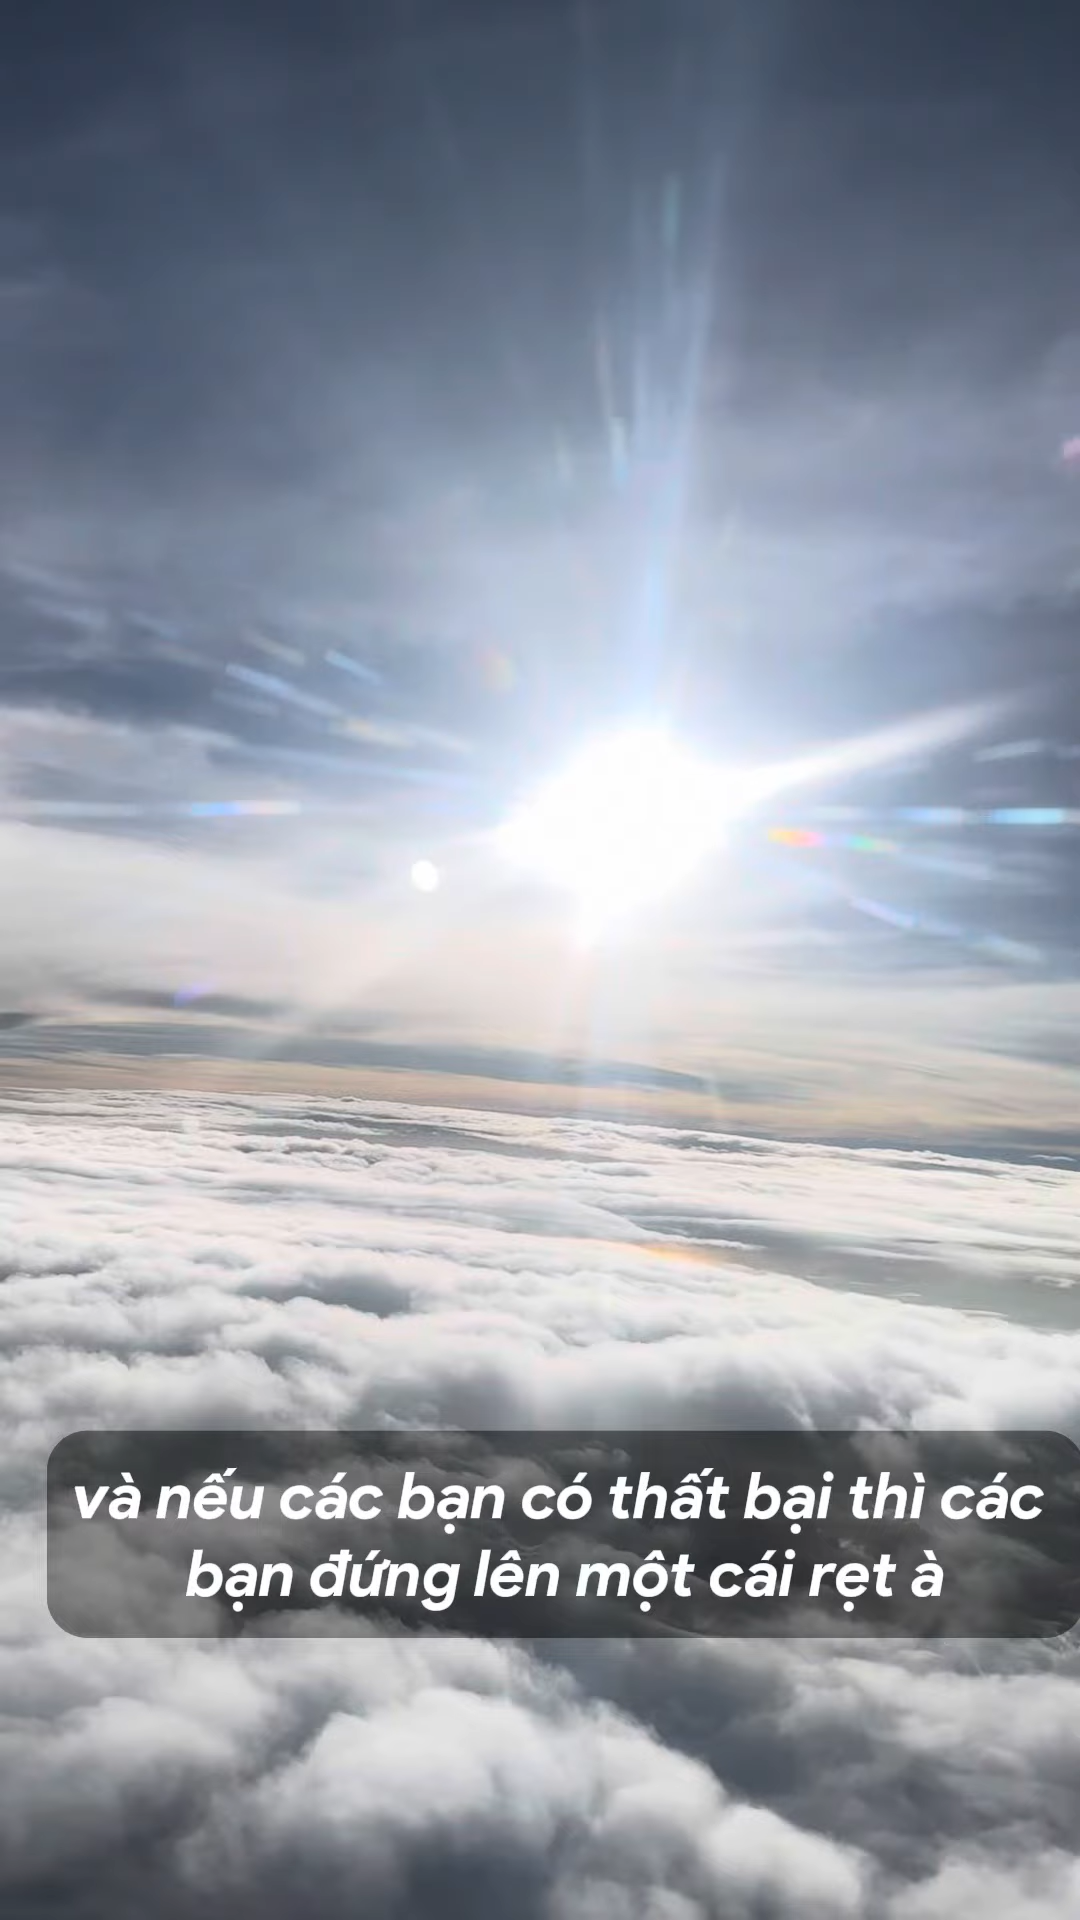 và nếu các bạn có thất bại thì các
bạn đứng lên một cái rẹt à